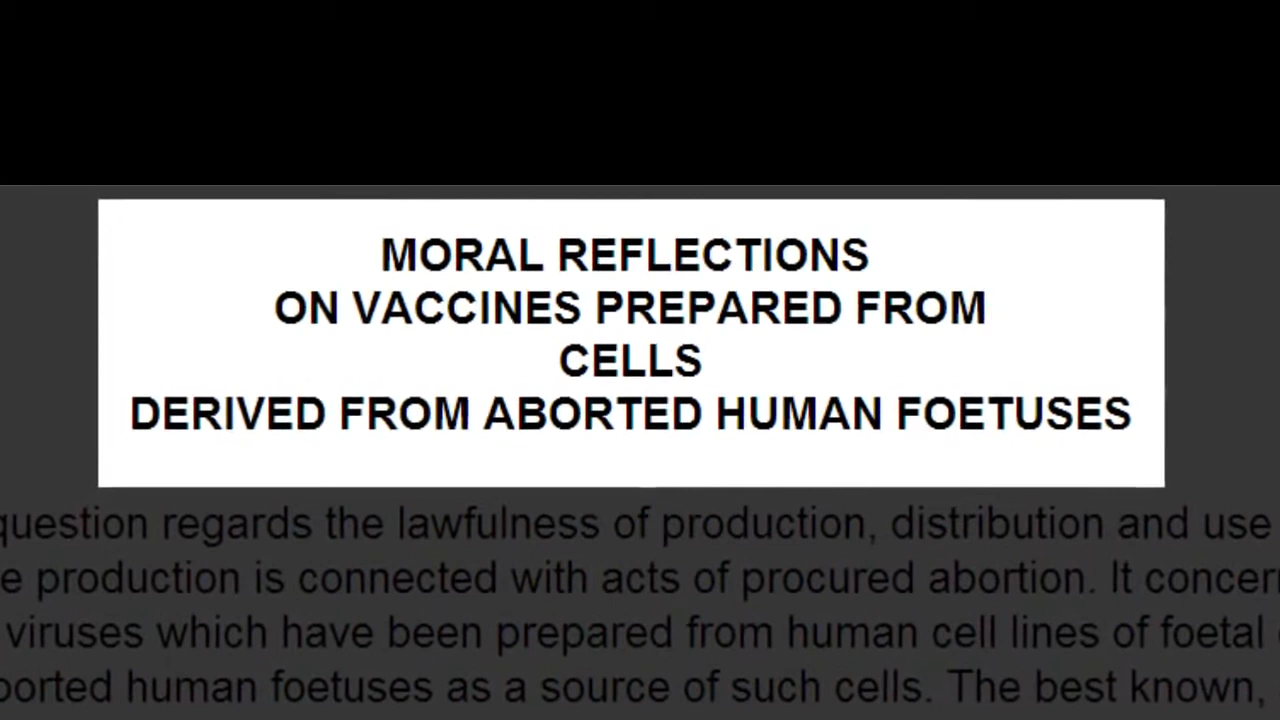 MORAL REFLECTIONS
ON VACCINES PREPARED FROM
CELLS
DERIVED FROM ABORTED HUMAN FOETUSES
question regards the lawfulness of production, distribution and use
production is connected with acts of procured abortion. It
viruses which have been prepared from human cell lines of foetal
human foetuses as a source of such cells. The best known,